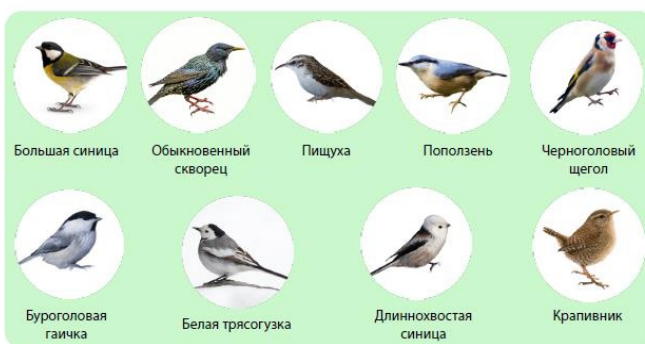 Большая синица
Обыкновенный
скворец
Пищуха
Поползень
Черноголовый
щегол
Буроголовая
гаичка
Белая трясогузка
Длиннохвостая
синица
Крапивник